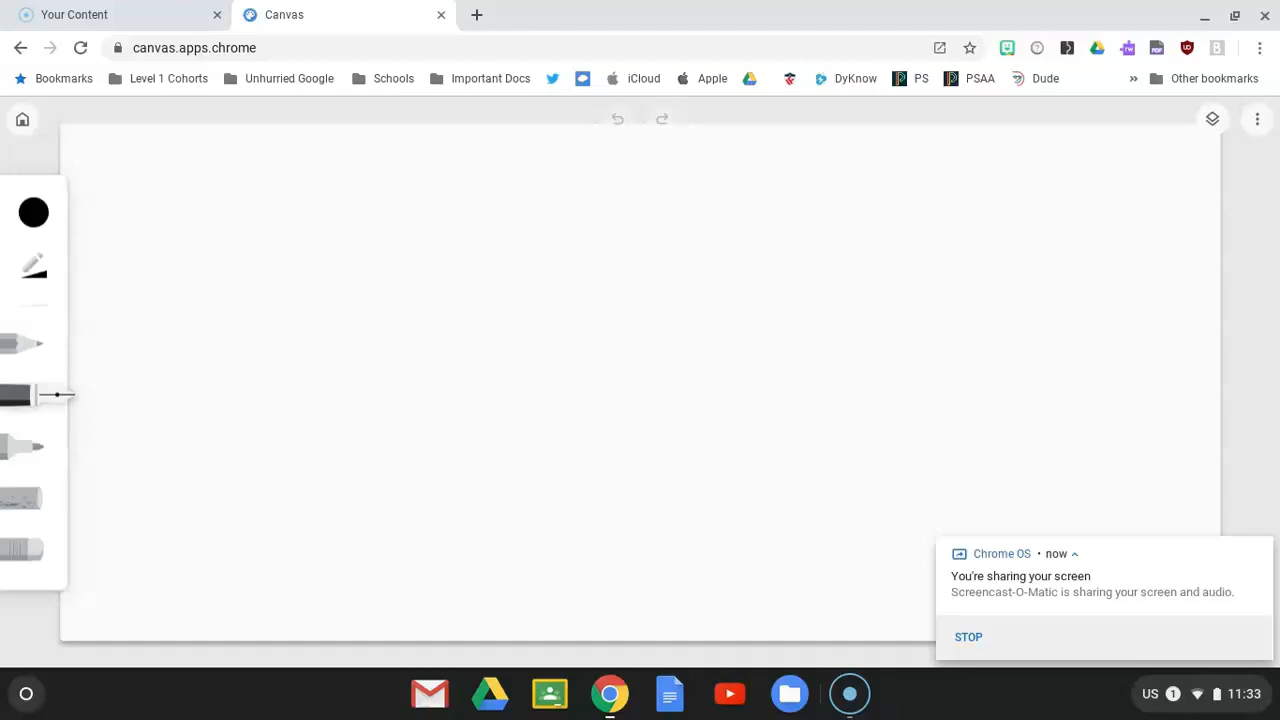 Your Content
Canvas
canvas.apps.chrome
Bookmarks Level 1 Cohorts Unhurried Google Schools Important Docs iCloud Apple DyKnow PS PSAA Dude » Other bookmarks
Chrome OS • now
You're sharing your screen
Screencast-O-Matic is sharing your screen and audio.
STOP
US 1 11:33